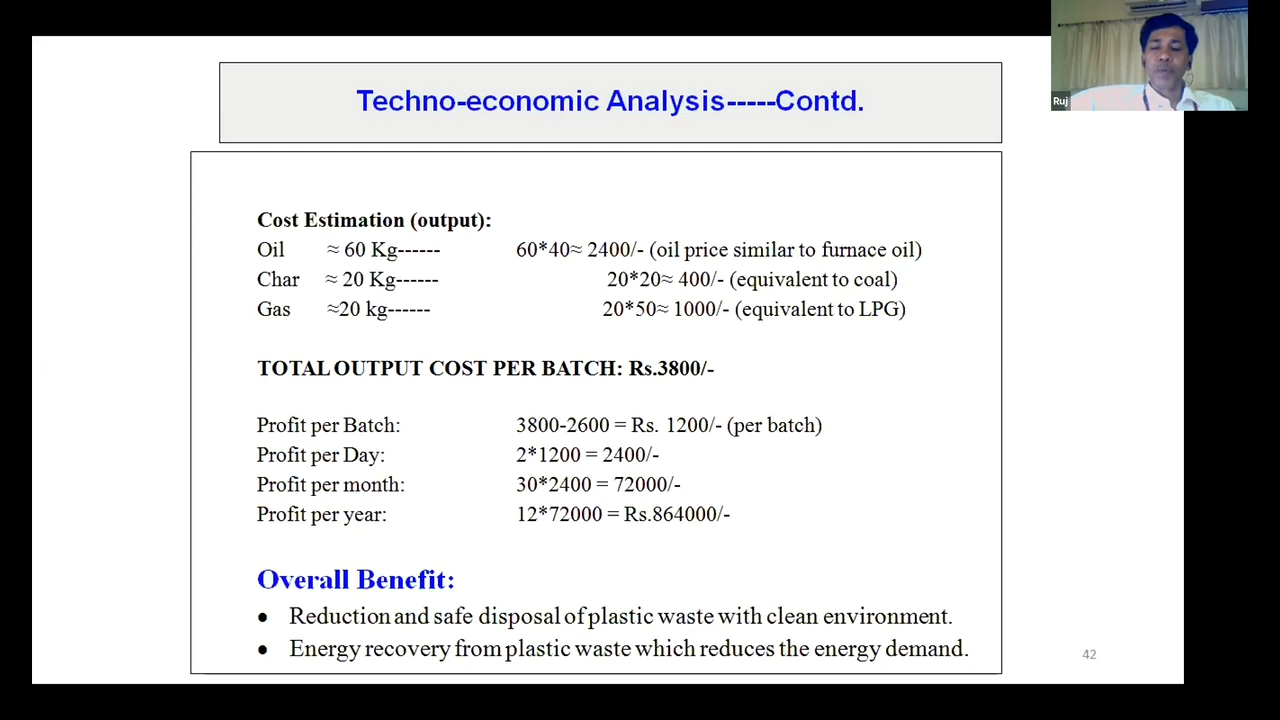 Techno-economic Analysis-----Contd.
Ruj
Cost Estimation (output):
Oil ≈ 60 Kg------ 60*40≈ 2400/- (oil price similar to furnace oil)
Char ≈ 20 Kg------ 20*20≈ 400/- (equivalent to coal)
Gas ≈20 kg------ 20*50≈ 1000/- (equivalent to LPG)
TOTAL OUTPUT COST PER BATCH: Rs.3800/-
Profit per Batch: 3800-2600 = Rs. 1200/- (per batch)
Profit per Day: 2*1200 = 2400/-
Profit per month: 30*2400 = 72000/-
Profit per year: 12*72000 = Rs.864000/-
Overall Benefit:
• Reduction and safe disposal of plastic waste with clean environment.
• Energy recovery from plastic waste which reduces the energy demand.
42